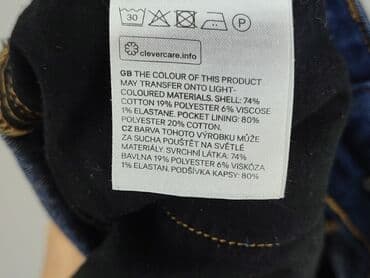 30 P
clevercare.info
GB THE COLOUR OF THIS PRODUCT
MAY TRANSFER ONTO LIGHT-
COLOURED MATERIALS. SHELL: 74%
COTTON 19% POLYESTER 6% VISCOSE
1% ELASTANE. POCKET LINING: 80%
POLYESTER 20% COTTON.
CZ BARVA TOHOTO VÝROBKU MŮŽE
ZA SUCHA POUŠTĚT NA SVĚTLÉ
MATERIÁLY. SVRCHNÍ LÁTKA: 74%
BAVLNA 19% POLYESTER 6% VISKÓZA
1% ELASTAN. PODŠÍVKA KAPSY: 80%